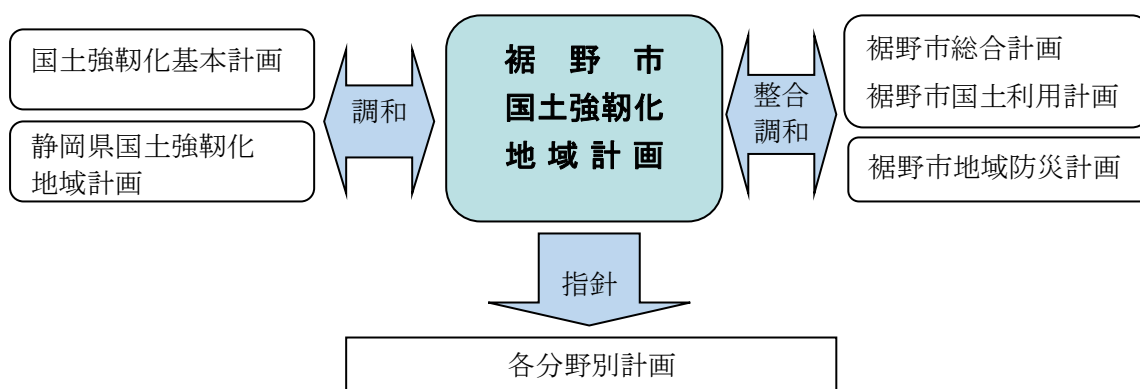 国土強靱化基本計画
静岡県国土強靱化
地域計画
調和
裾野市
国土強靱化
地域計画
整合
調和
裾野市総合計画
裾野市国土利用計画
裾野市地域防災計画
指針
各分野別計画